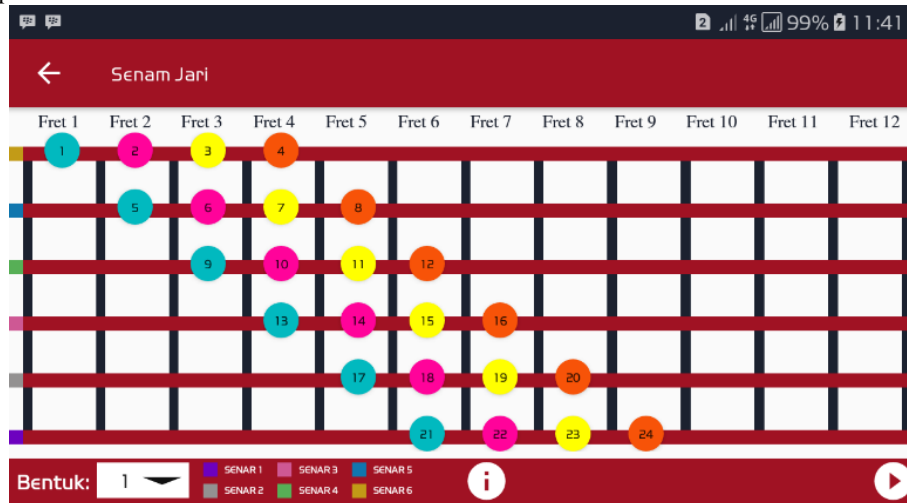 2 4G 99% 11:41
Senam Jari
Fret 1 Fret 2 Fret 3 Fret 4 Fret 5 Fret 6 Fret 7 Fret 8 Fret 9 Fret 10 Fret 11 Fret 12
1 2 3 4
5 6 7 8
9 10 11 12
13 14 15 16
17 18 19 20
21 22 23 24
Bentuk: 1
SENAR 1 SENAR 3 SENAR 5
SENAR 2 SENAR 4 SENAR 6
i